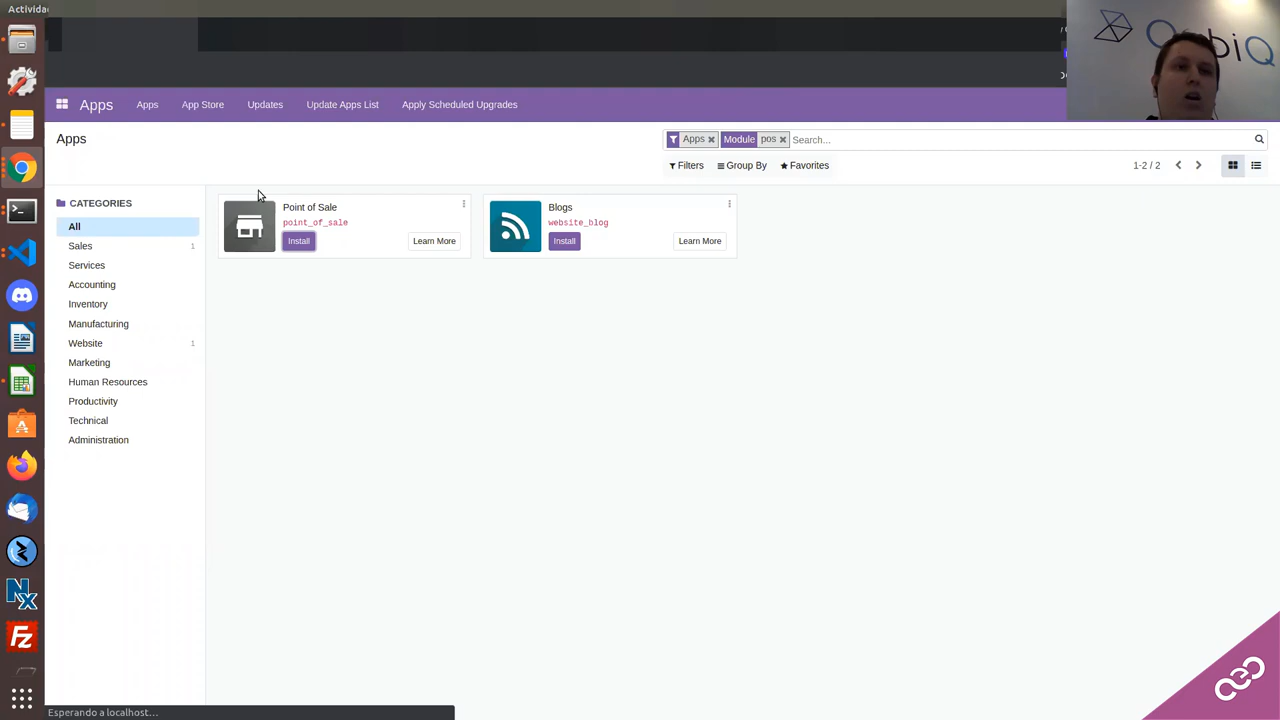 Actividad
Apps
Apps
App Store
Updates
Update Apps List
Apply Scheduled Upgrades
Apps
Apps
Module
pos
Search...
Filters
Group By
Favorites
1-2 / 2
CATEGORIES
All
Sales 1
Services
Accounting
Inventory
Manufacturing
Website 1
Marketing
Human Resources
Productivity
Technical
Administration
Point of Sale
point_of_sale
Install
Learn More
Blogs
website_blog
Install
Learn More
Esperando a localhost...